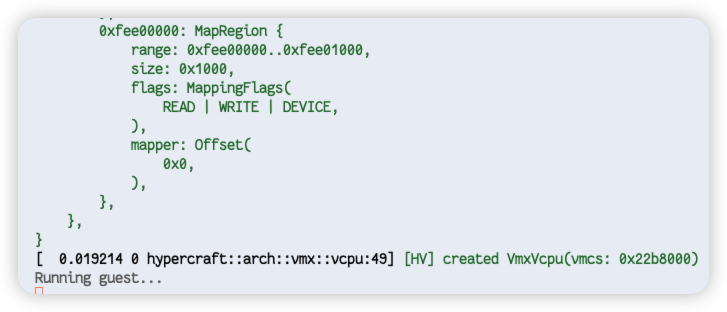 0xfee00000: MapRegion {
range: 0xfee00000..0xfee01000,
size: 0x1000,
flags: MappingFlags(
READ | WRITE | DEVICE,
),
mapper: Offset(
0x0,
),
},
},
}
[  0.019214 0 hypercraft::arch::vmx::vcpu:49] [HV] created VmxVcpu(vmcs: 0x22b8000)
Running guest...